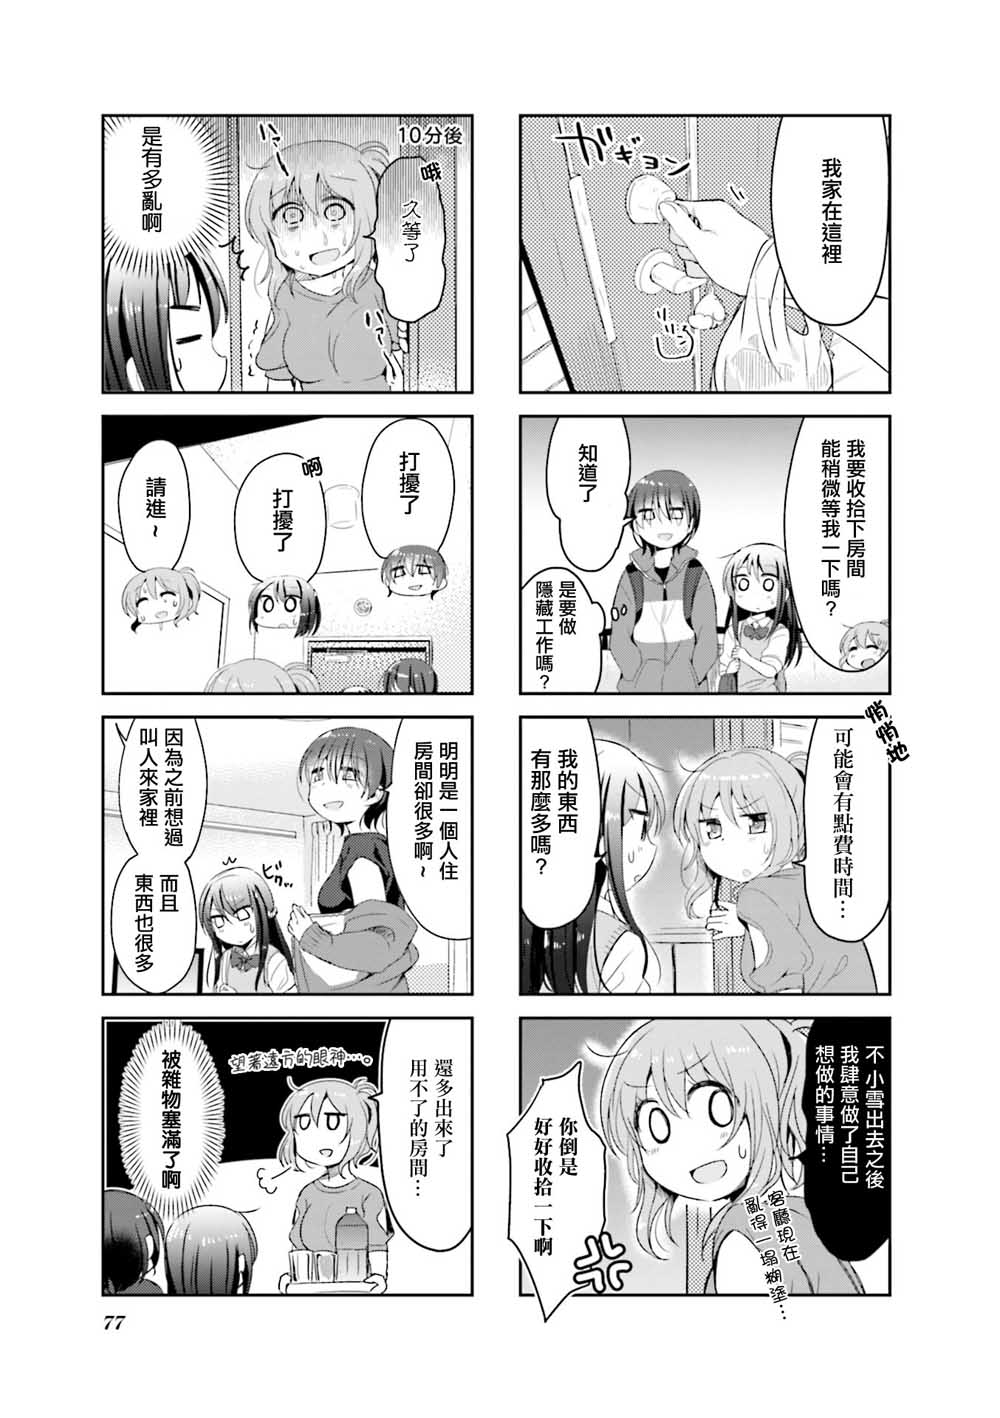 ガギョン
我家在這裡
我要收拾下房間
能稍微等我一下嗎？
知道了
是要做
隱藏工作嗎？
悄悄地
可能會有點費時間…
我的東西
有那麼多嗎？
不 小雪出去之後
我肆意做了自己
想做的事情…
客廳現在
亂得一塌糊塗…
你倒是
好好收拾一下啊
10分後
哦
久等了
是有多亂啊
打擾了
啊
打擾了
請進~
明明是一個人住
房間卻很多啊~
因為之前想過
叫人來家裡
而且
東西也很多
ビクッ
還多出來了
用不了的房間…
望著遠方的眼神…。
被雜物塞滿了啊
77